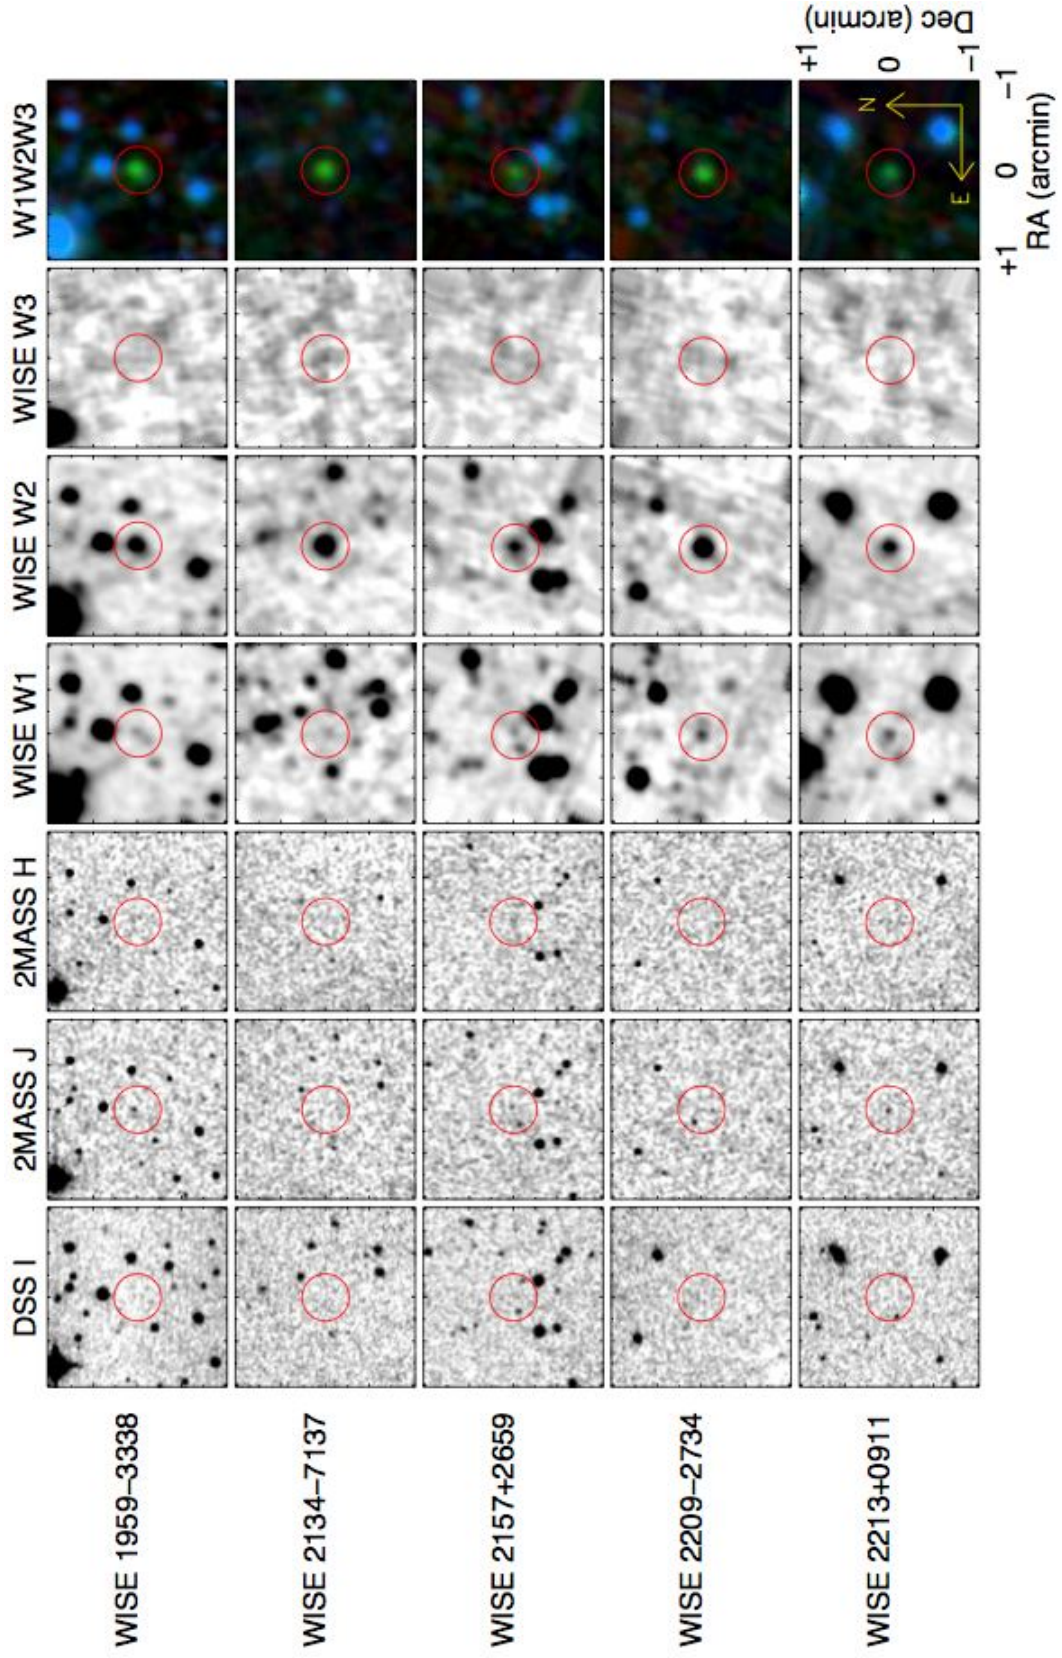 DSS I 2MASS J 2MASS H WISE W1 WISE W2 WISE W3 W1W2W3
WISE 1959−3338
WISE 2134−7137
WISE 2157+2659
WISE 2209−2734
WISE 2213+0911
N
E
+1
0
−1
Dec (arcmin)
+1 0 −1
RA (arcmin)